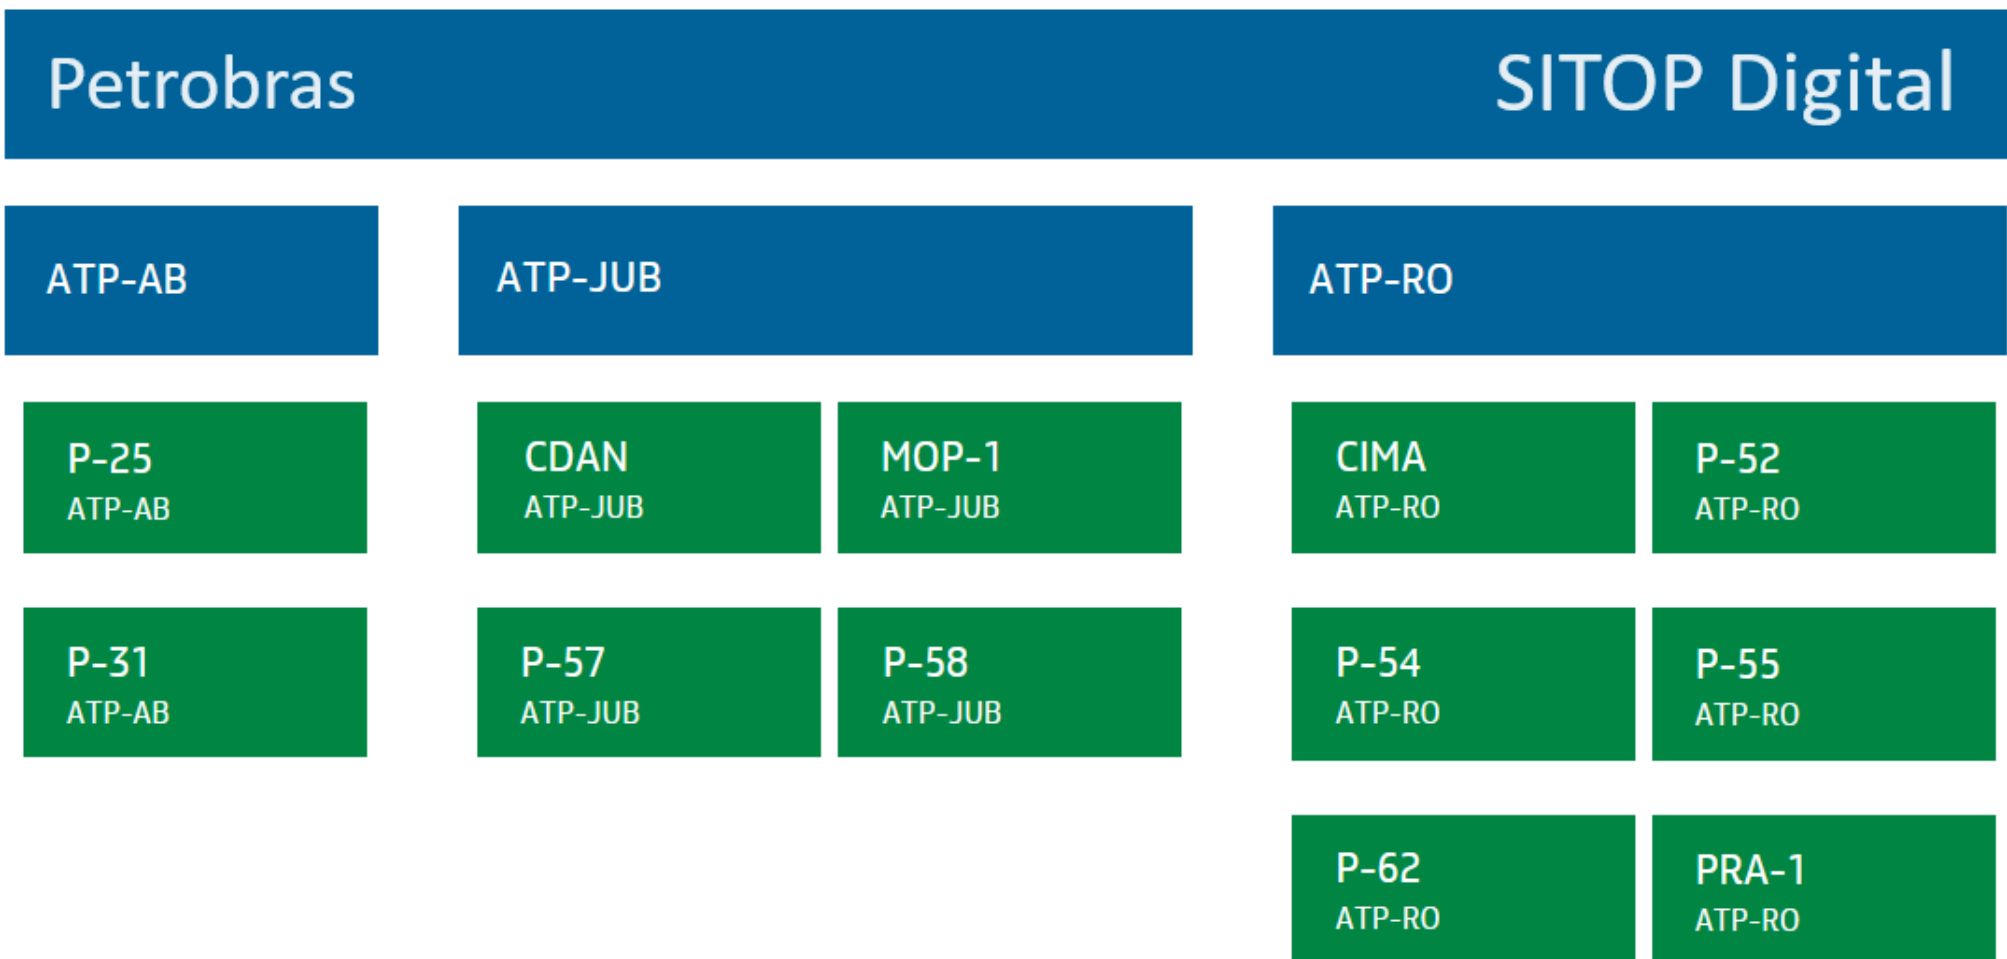 Petrobras
SITOP Digital
ATP-AB
ATP-JUB
ATP-RO
P-25
ATP-AB
CDAN
ATP-JUB
MOP-1
ATP-JUB
CIMA
ATP-RO
P-52
ATP-RO
P-31
ATP-AB
P-57
ATP-JUB
P-58
ATP-JUB
P-54
ATP-RO
P-55
ATP-RO
P-62
ATP-RO
PRA-1
ATP-RO